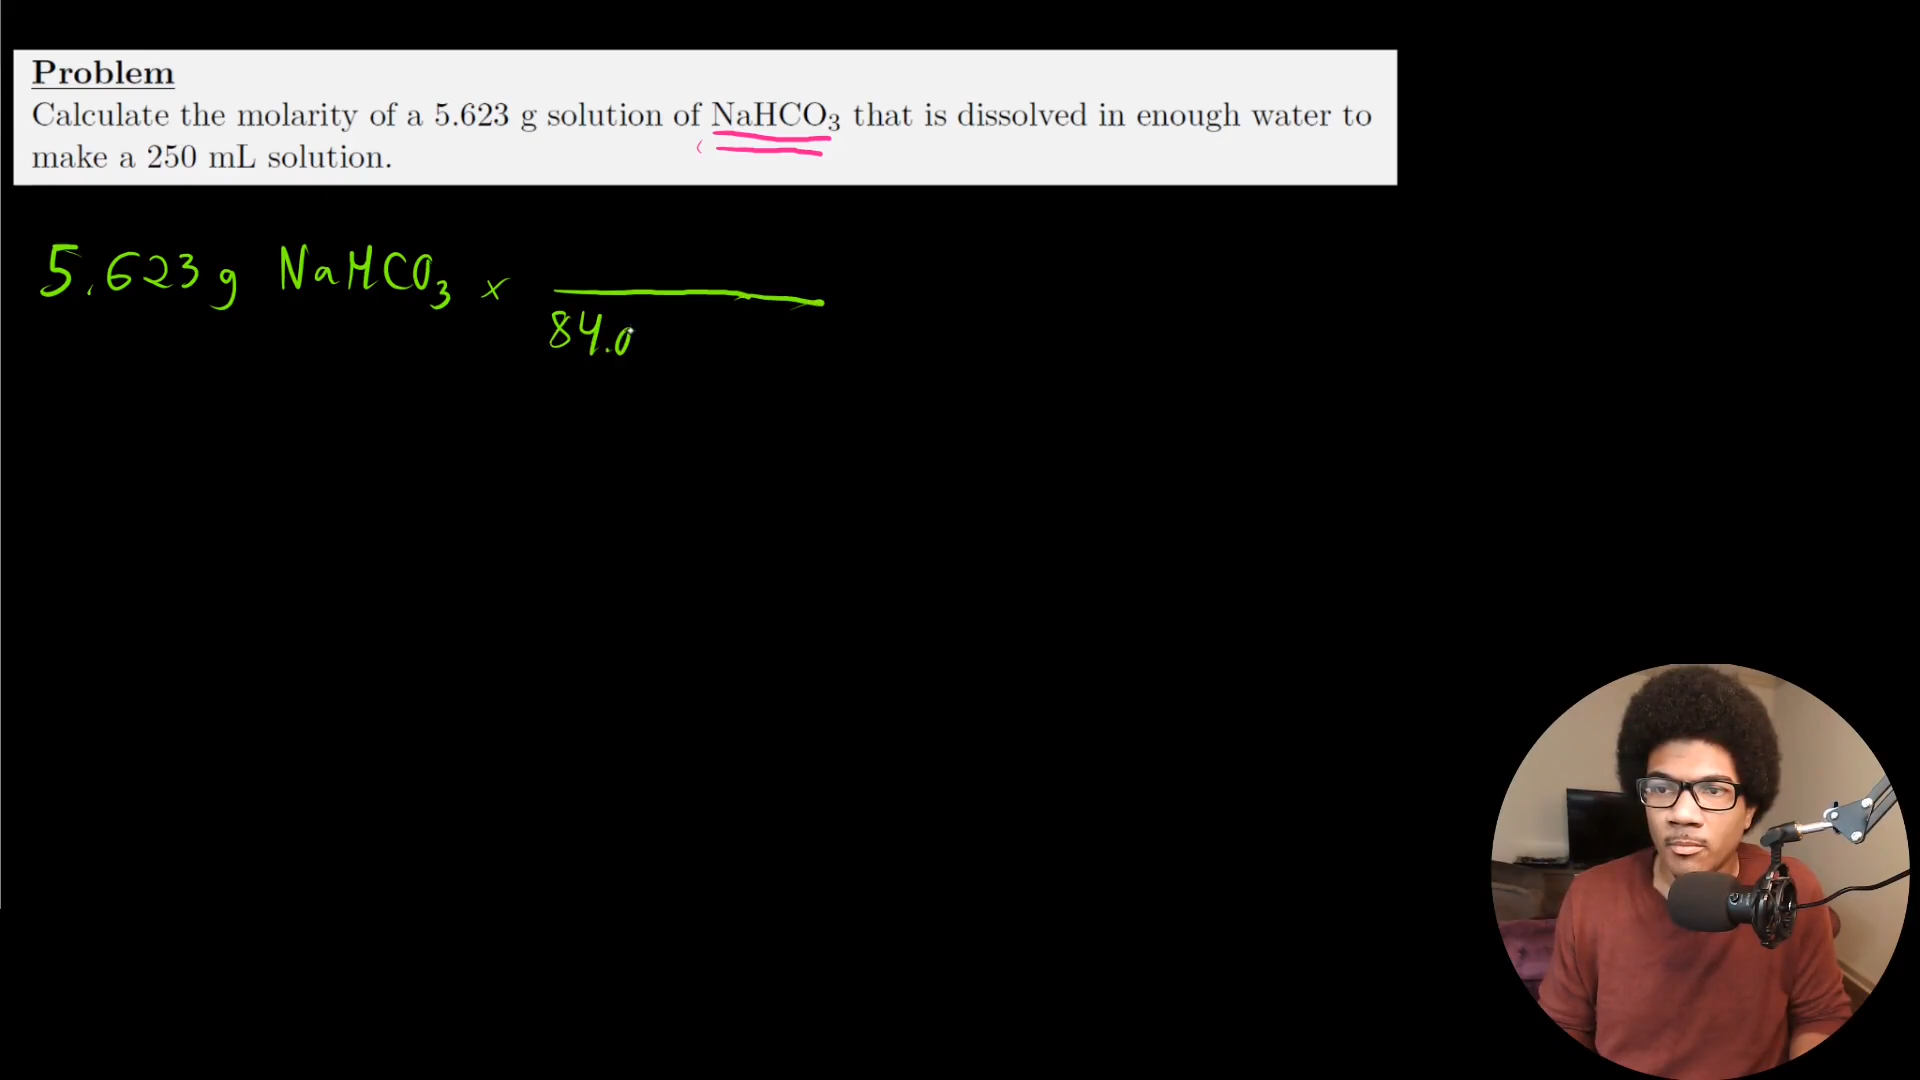 Problem
Calculate the molarity of a 5.623 g solution of NaHCO₃ that is dissolved in enough water to
make a 250 mL solution.
5.623 g NaHCO₃ ×
84.0